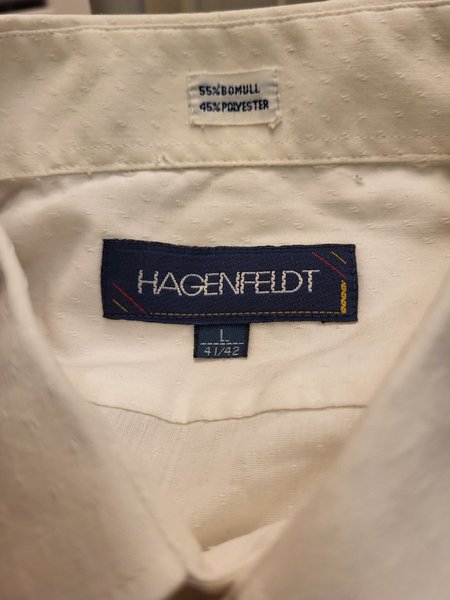 55% BOMULL
45% POLYESTER
HAGENFELDT
L
41/42